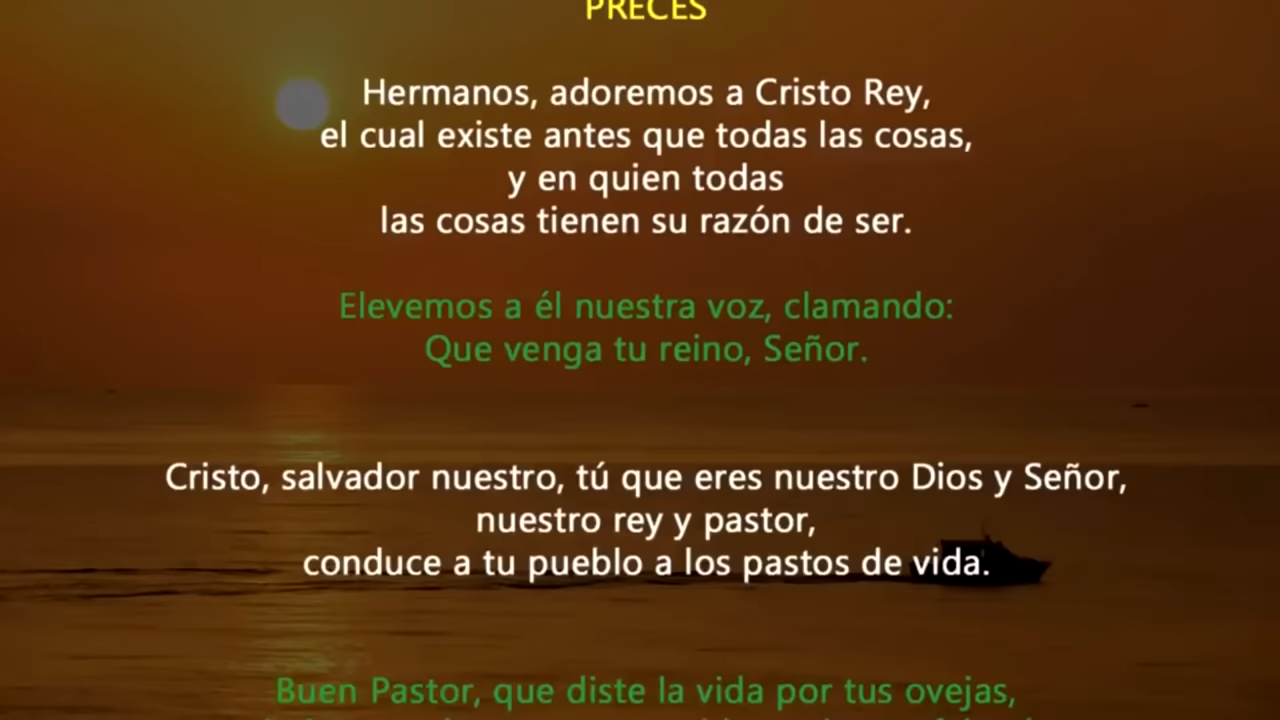 PRECES
Hermanos, adoremos a Cristo Rey,
el cual existe antes que todas las cosas,
y en quien todas
las cosas tienen su razón de ser.
Elevemos a él nuestra voz, clamando:
Que venga tu reino, Señor.
Cristo, salvador nuestro, tú que eres nuestro Dios y Señor,
nuestro rey y pastor,
conduce a tu pueblo a los pastos de vida.
Buen Pastor, que diste la vida por tus ovejas,